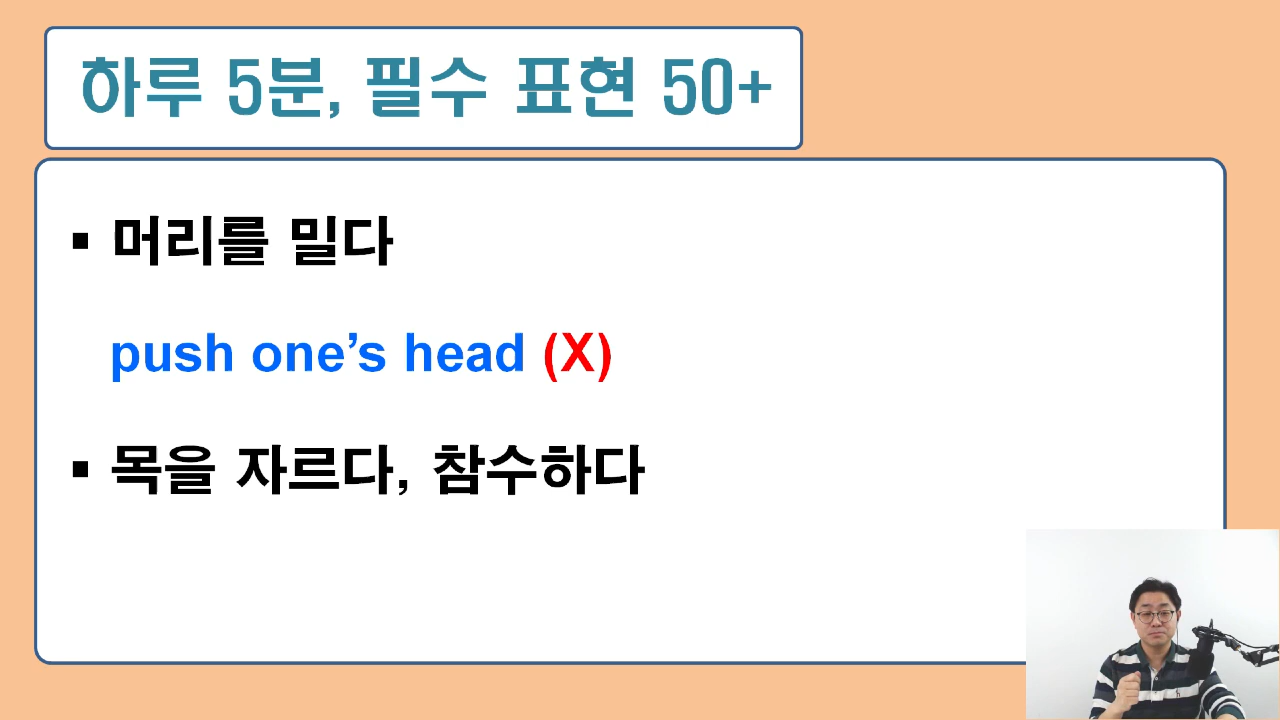 하루 5분, 필수 표현 50+
▪ 머리를 밀다
push one’s head (X)
▪ 목을 자르다, 참수하다